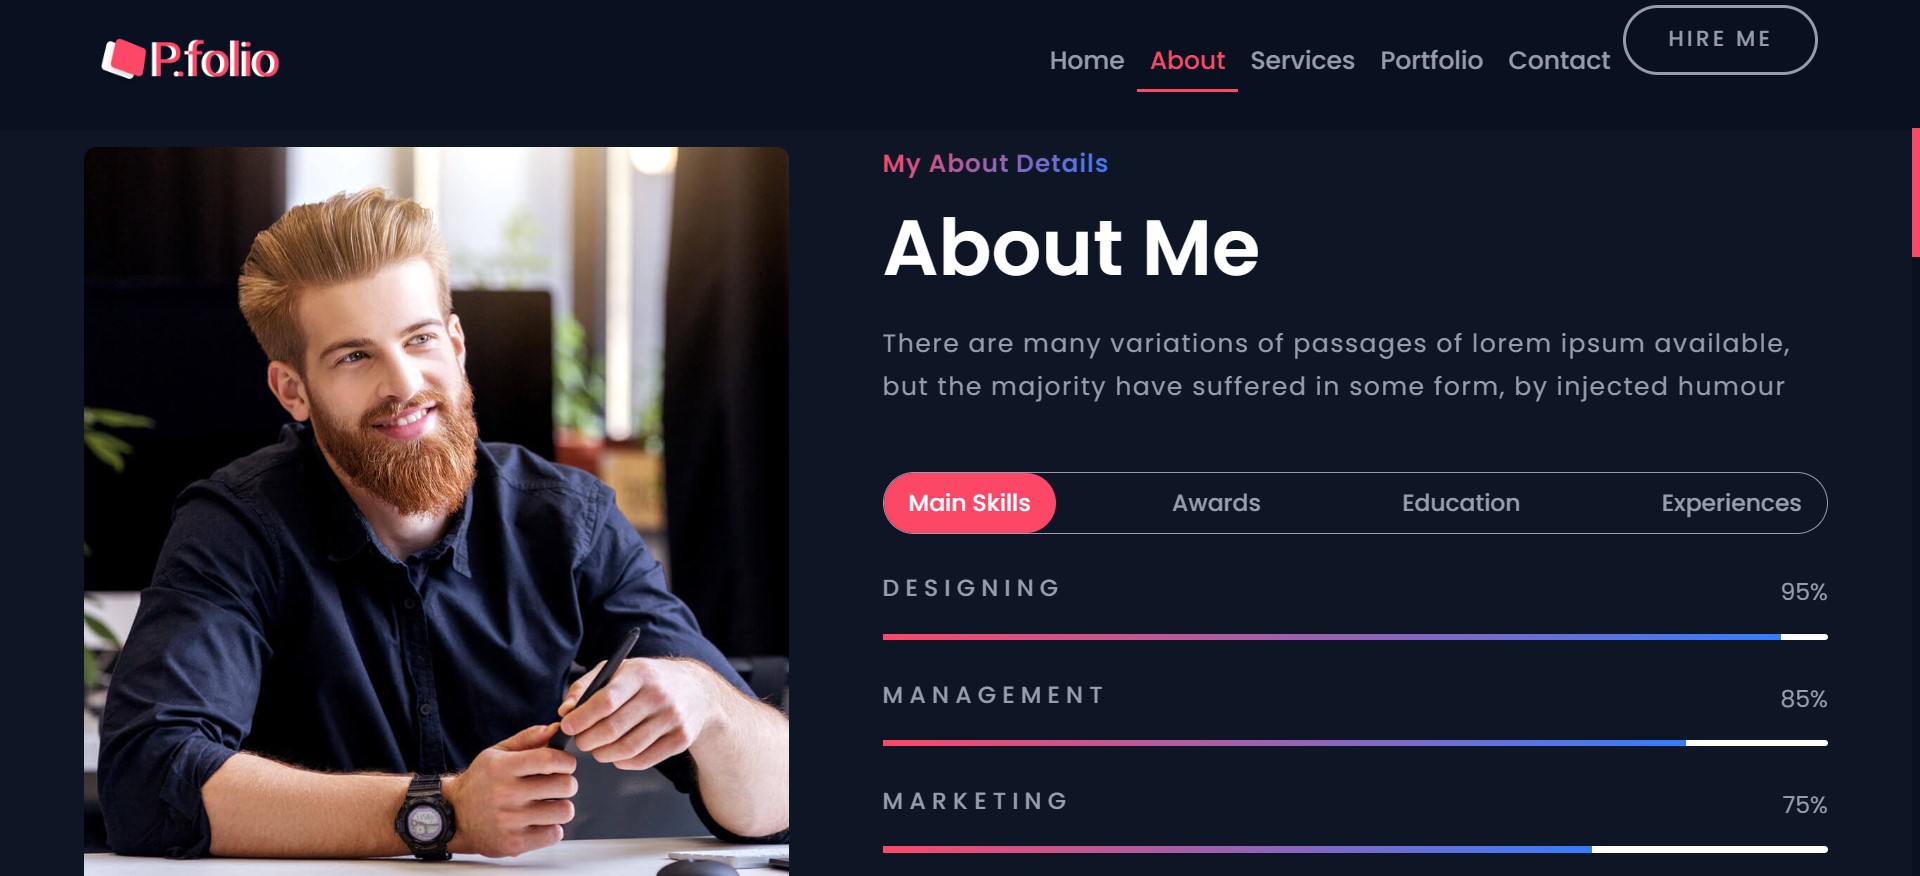 P.folio
Home About Services Portfolio Contact HIRE ME
My About Details
About Me
There are many variations of passages of lorem ipsum available,
but the majority have suffered in some form, by injected humour
Main Skills Awards Education Experiences
DESIGNING 95%
MANAGEMENT 85%
MARKETING 75%